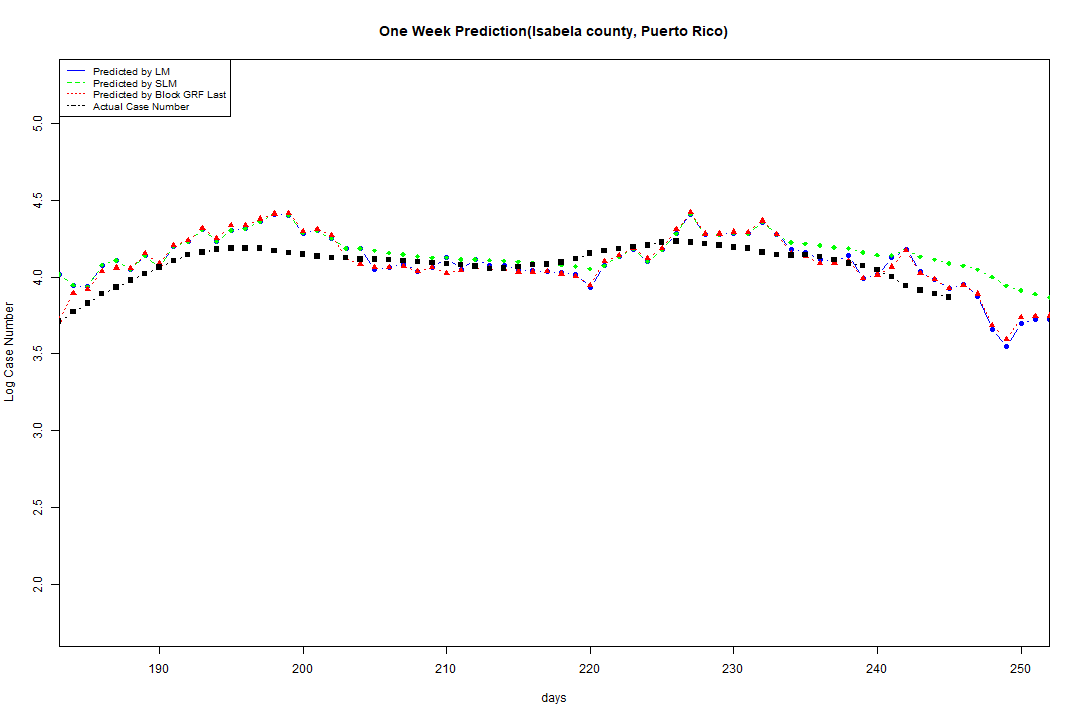 One Week Prediction(Isabela county, Puerto Rico)
Predicted by LM
Predicted by SLM
Predicted by Block GRF Last
Actual Case Number
5.0
4.5
4.0
3.5
3.0
2.5
2.0
Log Case Number
190 200 210 220 230 240 250
days